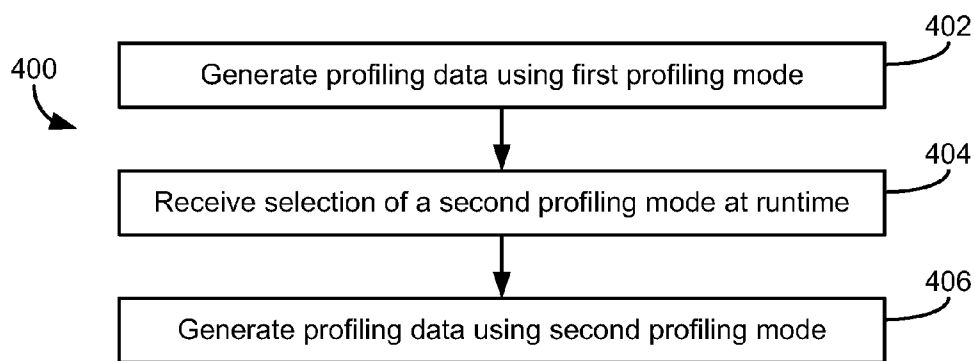 402
400
Generate profiling data using first profiling mode
404
Receive selection of a second profiling mode at runtime
406
Generate profiling data using second profiling mode